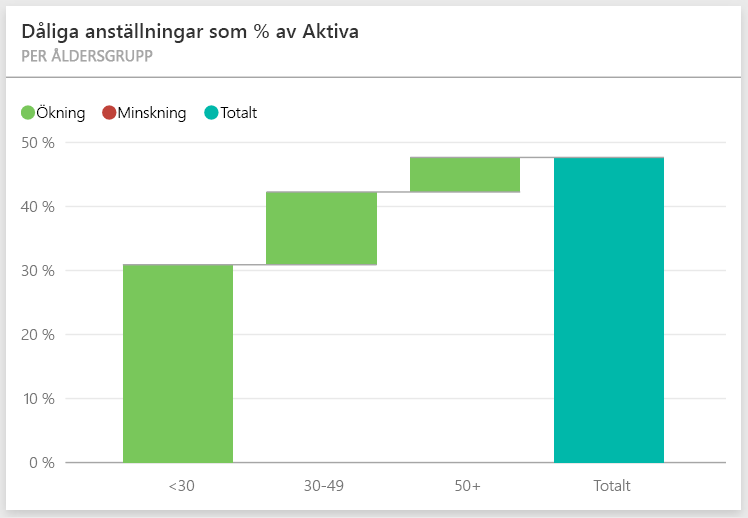 Dåliga anställningar som % av Aktiva
PER ÅLDERSGRUPP
Ökning Minskning Totalt
50 %
40 %
30 %
20 %
10 %
0 %
<30 30-49 50+ Totalt